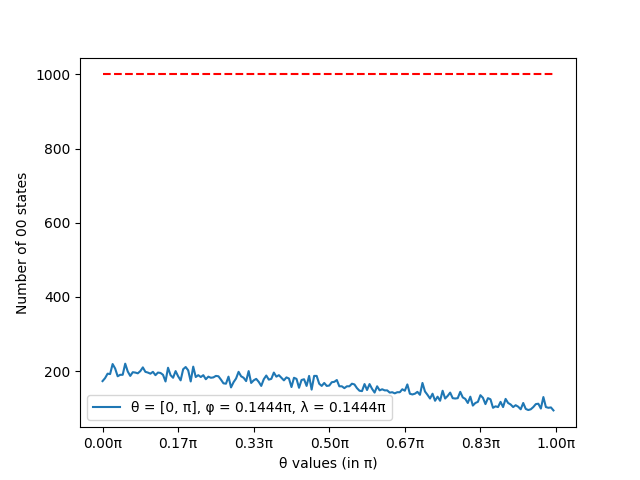 1000
800
600
400
200
Number of 00 states
θ = [0, π], φ = 0.1444π, λ = 0.1444π
0.00π 0.17π 0.33π 0.50π 0.67π 0.83π 1.00π
θ values (in π)